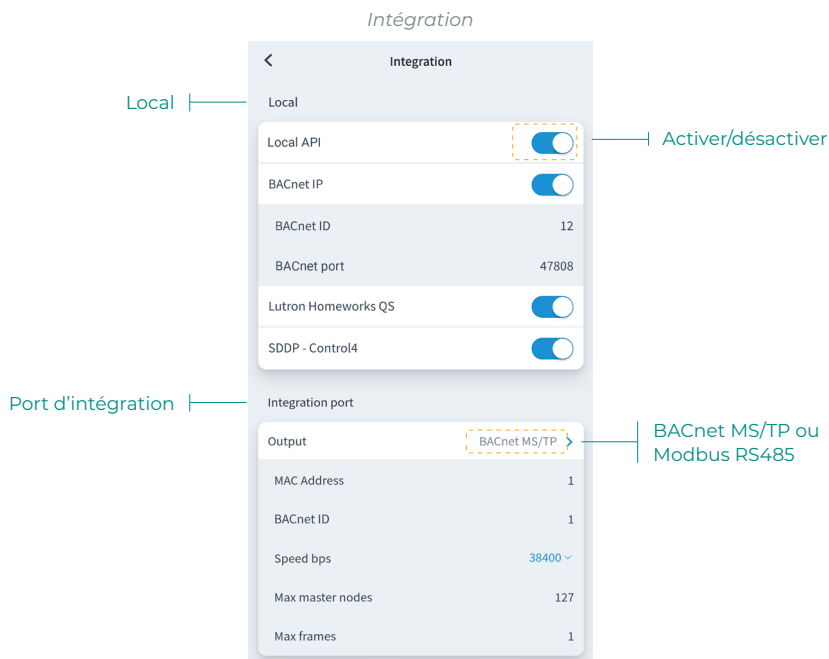 Intégration
Integration
Local
Local
Local API
Activer/désactiver
BACnet IP
BACnet ID
12
BACnet port
47808
Lutron Homeworks QS
SDDP - Control4
Port d'intégration
Integration port
Output
BACnet MS/TP
BACnet MS/TP ou
Modbus RS485
MAC Address
1
BACnet ID
1
Speed bps
38400
Max master nodes
127
Max frames
1